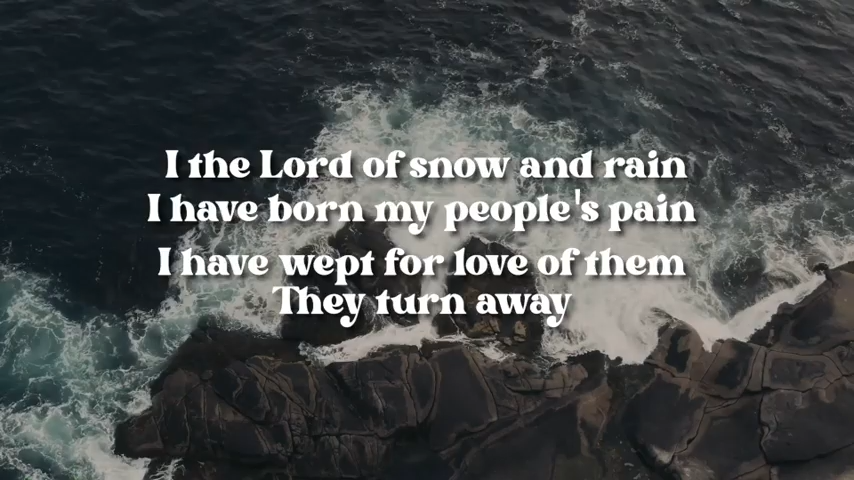 I the Lord of snow and rain
I have born my people's pain
I have wept for love of them
They turn away